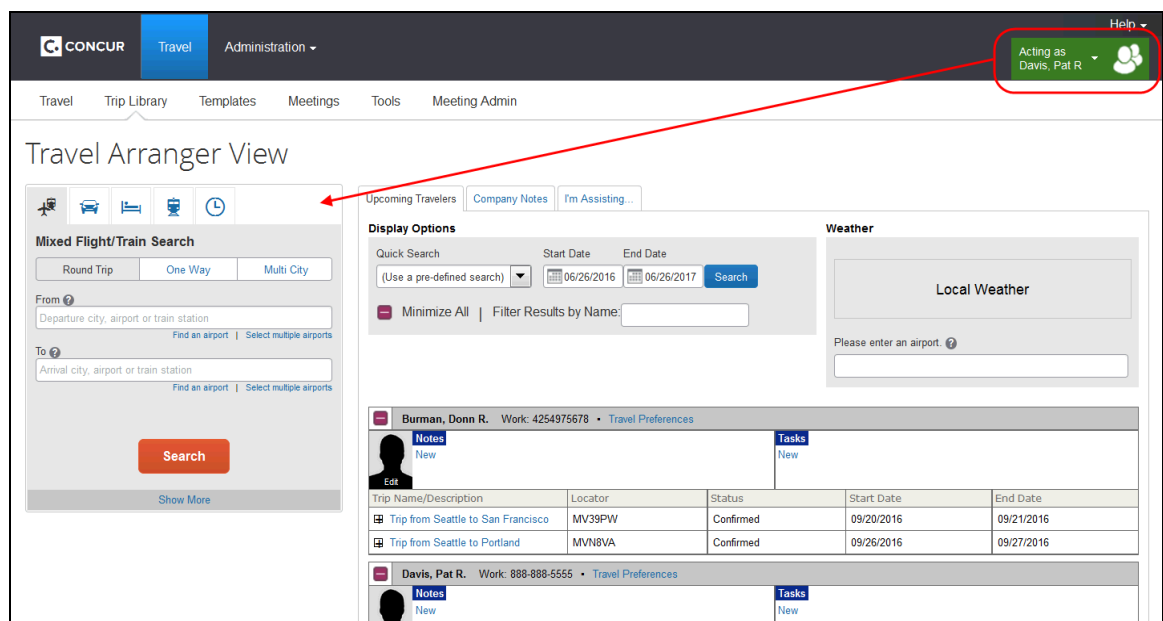 Help
C. CONCUR
Travel
Administration
Acting as
Davis, Pat R
Travel
Trip Library
Templates
Meetings
Tools
Meeting Admin
Travel Arranger View
Mixed Flight/Train Search
Round Trip
One Way
Multi City
From ?
Departure city, airport or train station
Find an airport | Select multiple airports
To ?
Arrival city, airport or train station
Find an airport | Select multiple airports
Search
Show More
Upcoming Travelers
Company Notes
I'm Assisting...
Display Options
Quick Search
Start Date
End Date
(Use a pre-defined search)
06/26/2016
06/26/2017
Search
Minimize All | Filter Results by Name:
Weather
Local Weather
Please enter an airport. ?
Burman, Donn R. Work: 4254975678 • Travel Preferences
Edit
Notes
New
Tasks
New
Trip Name/Description
Locator
Status
Start Date
End Date
Trip from Seattle to San Francisco
MV39PW
Confirmed
09/20/2016
09/21/2016
Trip from Seattle to Portland
MVN8VA
Confirmed
09/26/2016
09/27/2016
Davis, Pat R. Work: 888-888-5555 • Travel Preferences
Notes
New
Tasks
New